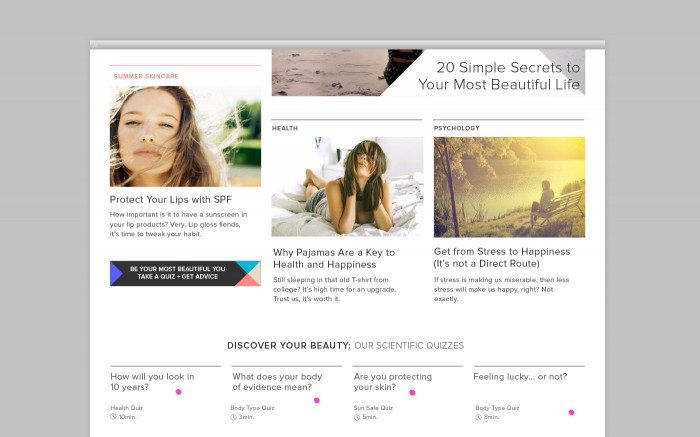 20 Simple Secrets to
Your Most Beautiful Life
SUMMER SKINCARE
Protect Your Lips with SPF
How important is it to have a sunscreen in
your lip products? Very. Lip gloss fiends,
it's time to tweak your habit.
BE YOUR MOST BEAUTIFUL YOU
TAKE A QUIZ + GET ADVICE
HEALTH
Why Pajamas Are a Key to
Health and Happiness
Still sleeping in that old T-shirt from
college? It's high time for an upgrade.
Trust us, it's worth it.
PSYCHOLOGY
Get from Stress to Happiness
(It's not a Direct Route)
If stress is making us miserable, then less
stress will make us happy, right? Not
exactly.
DISCOVER YOUR BEAUTY: OUR SCIENTIFIC QUIZZES
How will you look in
10 years?
Health Quiz
10min.
What does your body
of evidence mean?
Body Type Quiz
3min.
Are you protecting
your skin?
Sun Safe Quiz
5min.
Feeling lucky... or not?
Body Type Quiz
8min.